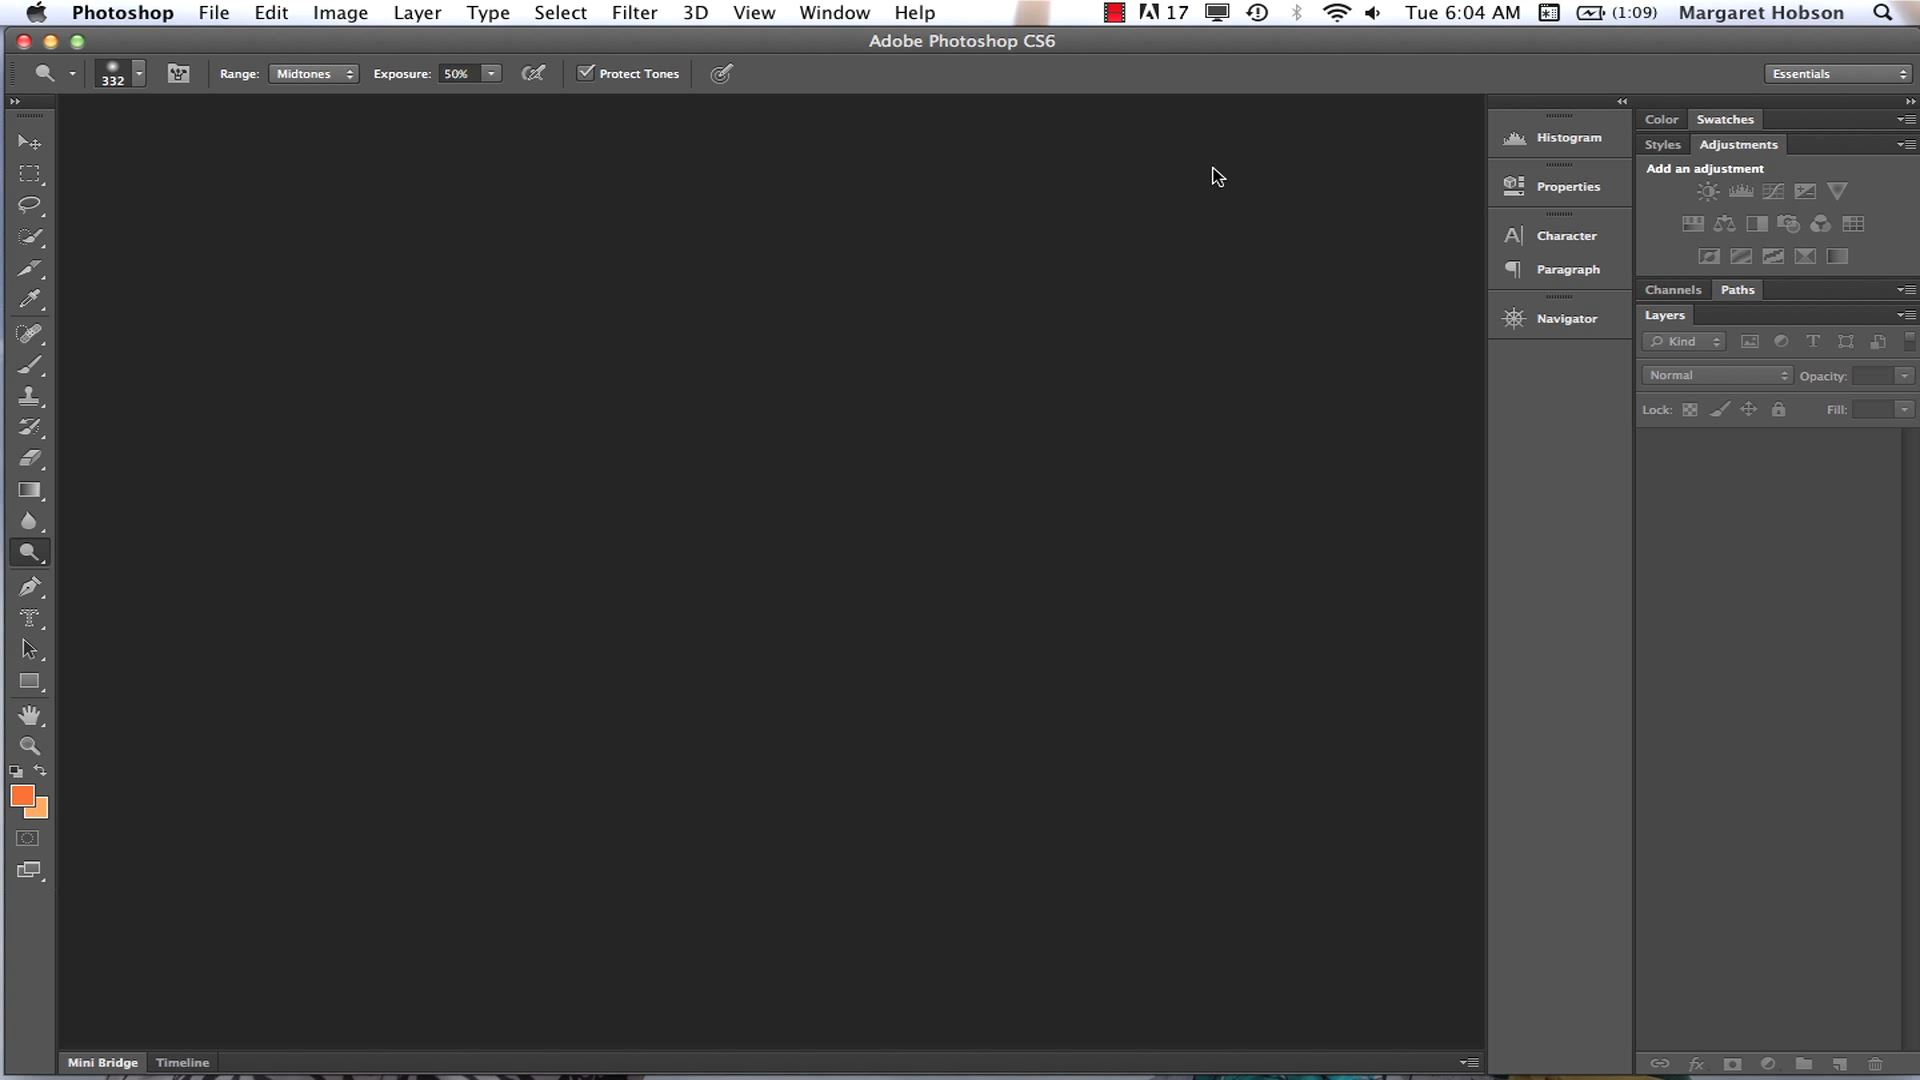 Photoshop File Edit Image Layer Type Select Filter 3D View Window Help 17 Tue 6:04 AM (1:09) Margaret Hobson
Adobe Photoshop CS6
332 Range: Midtones Exposure: 50% Protect Tones Essentials
Histogram
Properties
Character
Paragraph
Navigator
Color Swatches
Styles Adjustments
Add an adjustment
Channels Paths
Layers
Kind
Normal Opacity:
Lock: Fill:
Mini Bridge Timeline